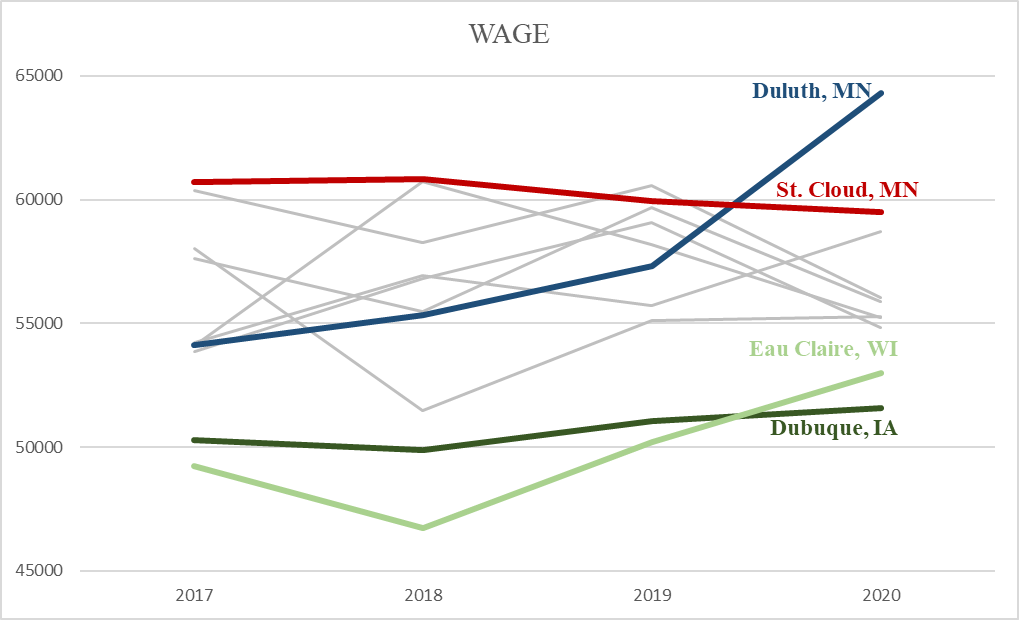 WAGE
65000
Duluth, MN
St. Cloud, MN
60000
55000
Eau Claire, WI
Dubuque, IA
50000
45000
2017 2018 2019 2020